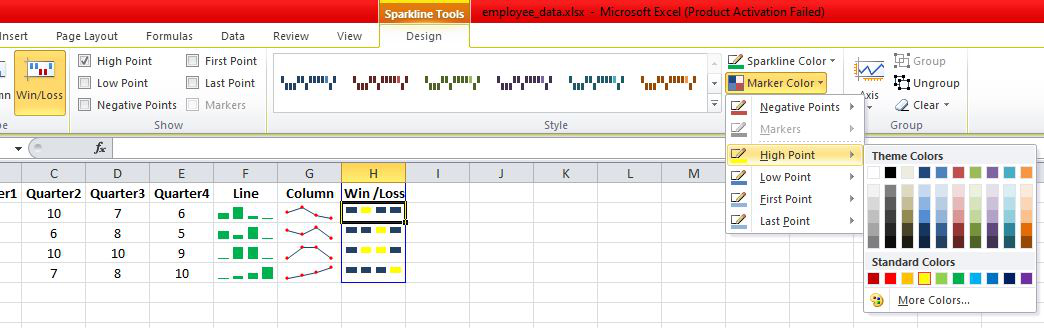 Sparkline Tools employee_data.xlsx - Microsoft Excel (Product Activation Failed)
Insert Page Layout Formulas Data Review View Design
Win/Loss
High Point First Point
Low Point Last Point
Negative Points Markers
Show
Style
Sparkline Color
Marker Color
Axis
Group
Ungroup
Clear
Group
Negative Points
Markers
High Point
Low Point
First Point
Last Point
Theme Colors
Standard Colors
More Colors...
fx
C D E F G H I J K L M
r1 Quarter2 Quarter3 Quarter4 Line Column Win /Loss
10 7 6
6 8 5
10 10 9
7 8 10